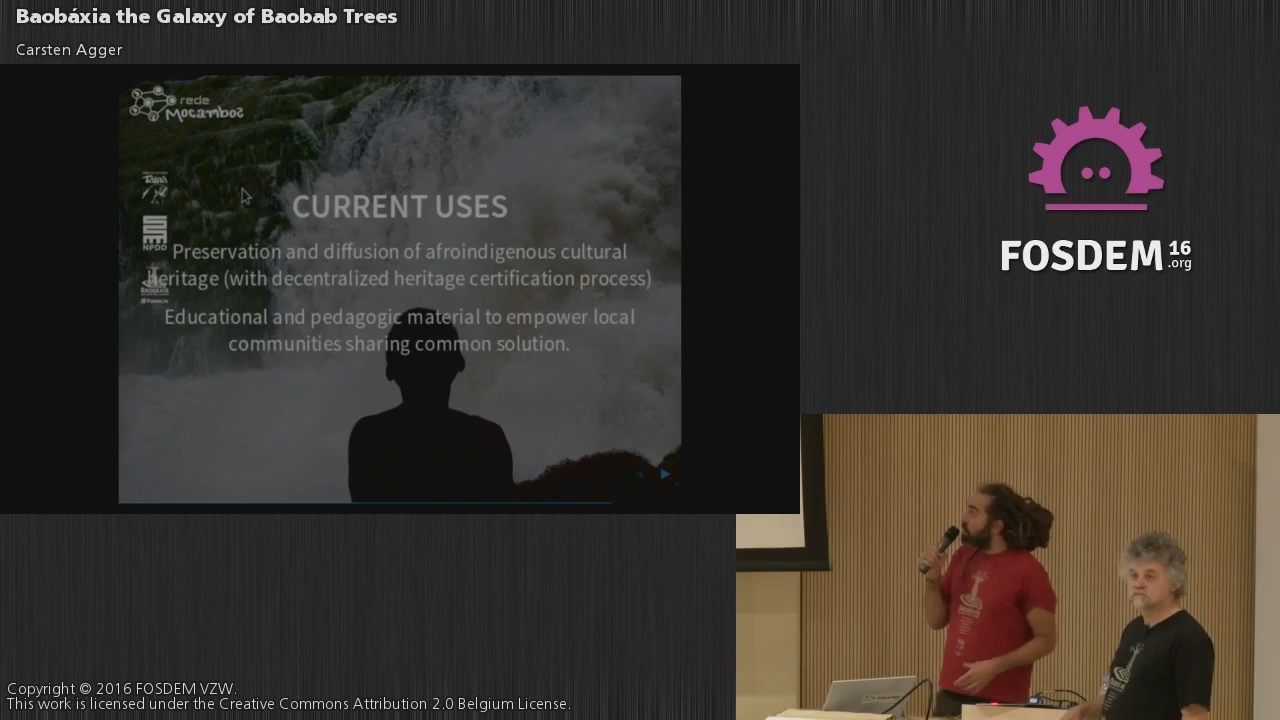 Baobáxia the Galaxy of Baobab Trees
Carsten Agger
rede
Mocambos
Taina
NPDD
CURRENT USES
Preservation and diffusion of afroindigenous cultural
heritage (with decentralized heritage certification process)
Educational and pedagogic material to empower local
communities sharing common solution.
FOSDEM 16
.org
Copyright © 2016 FOSDEM VZW.
This work is licensed under the Creative Commons Attribution 2.0 Belgium License.